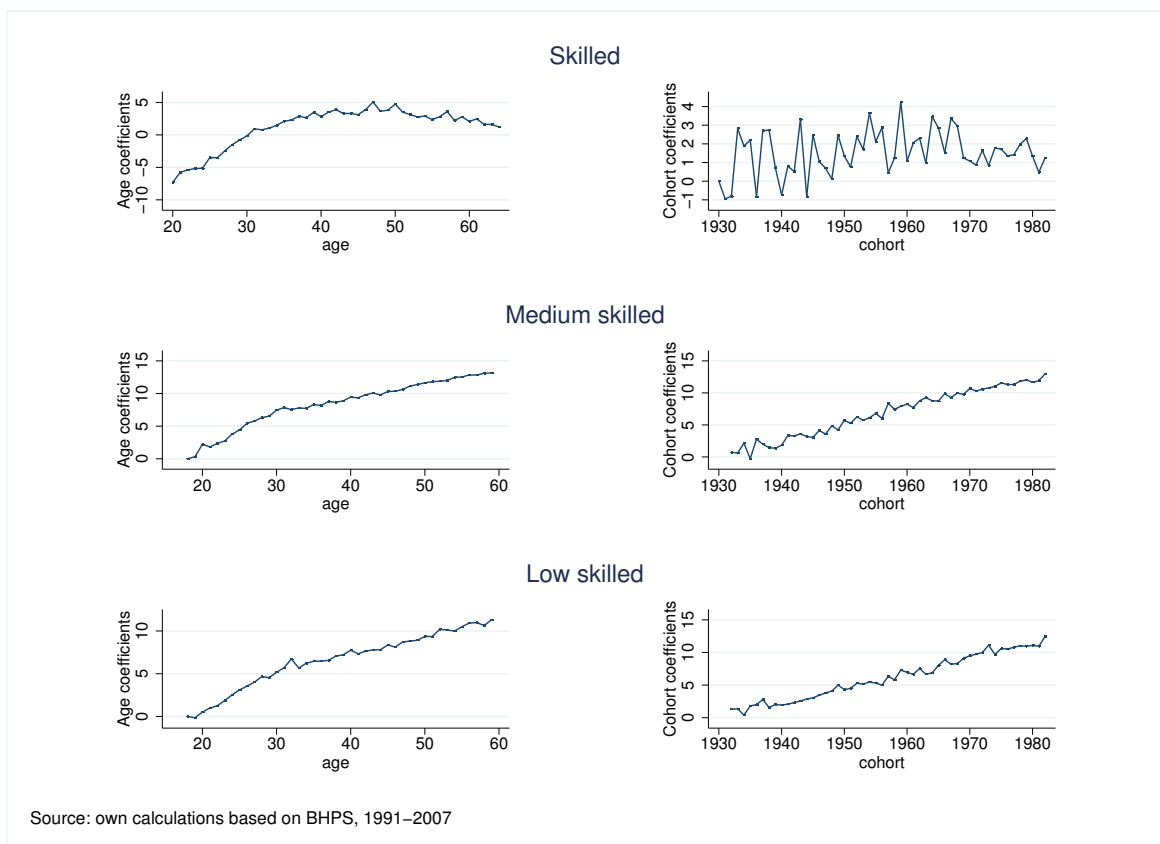 Skilled
Age coefficients
−10 −5 0 5
20 30 40 50 60
age
Cohort coefficients
−1 0 1 2 3 4
1930 1940 1950 1960 1970 1980
cohort
Medium skilled
Age coefficients
0 5 10 15
20 30 40 50 60
age
Cohort coefficients
0 5 10 15
1930 1940 1950 1960 1970 1980
cohort
Low skilled
Age coefficients
0 5 10
20 30 40 50 60
age
Cohort coefficients
0 5 10 15
1930 1940 1950 1960 1970 1980
cohort
Source: own calculations based on BHPS, 1991−2007